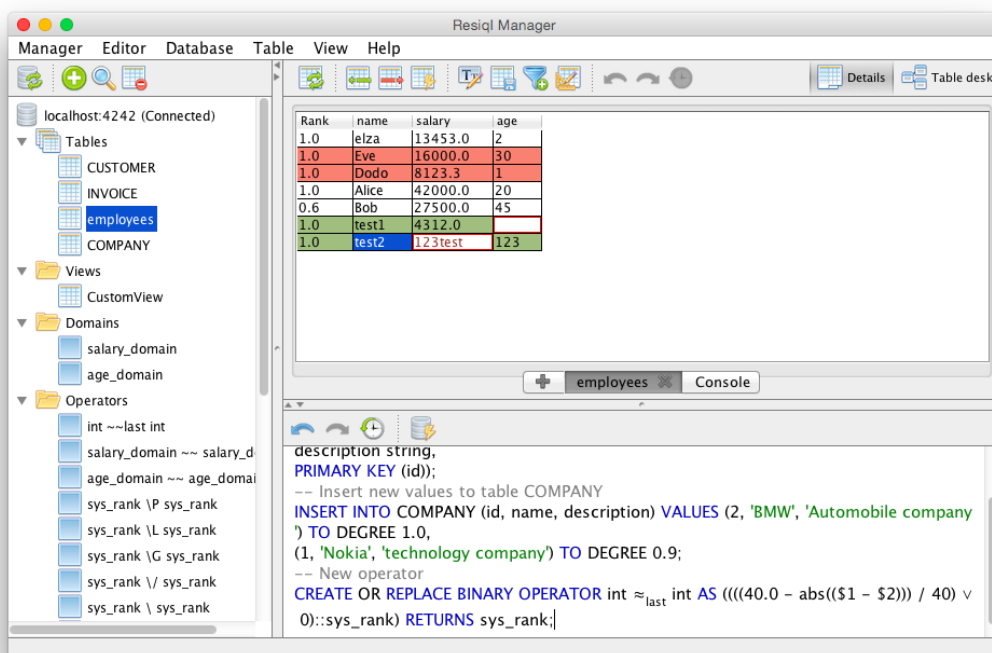 Resiql Manager
Manager Editor Database Table View Help
Details Table desk
localhost:4242 (Connected)
Tables
CUSTOMER
INVOICE
employees
COMPANY
Views
CustomView
Domains
salary_domain
age_domain
Operators
int ~~last int
salary_domain ~~ salary_d
age_domain ~~ age_domai
sys_rank \P sys_rank
sys_rank \L sys_rank
sys_rank \G sys_rank
sys_rank \/ sys_rank
sys_rank \ sys_rank
Rank name salary age
1.0 elza 13453.0 2
1.0 Eve 16000.0 30
1.0 Dodo 8123.3 1
1.0 Alice 42000.0 20
0.6 Bob 27500.0 45
1.0 test1 4312.0
1.0 test2 123test 123
employees Console
description string,
PRIMARY KEY (id));
-- Insert new values to table COMPANY
INSERT INTO COMPANY (id, name, description) VALUES (2, 'BMW', 'Automobile company
') TO DEGREE 1.0,
(1, 'Nokia', 'technology company') TO DEGREE 0.9;
-- New operator
CREATE OR REPLACE BINARY OPERATOR int ≈last int AS ((((40.0 - abs(($1 - $2))) / 40) ∨
0)::sys_rank) RETURNS sys_rank;